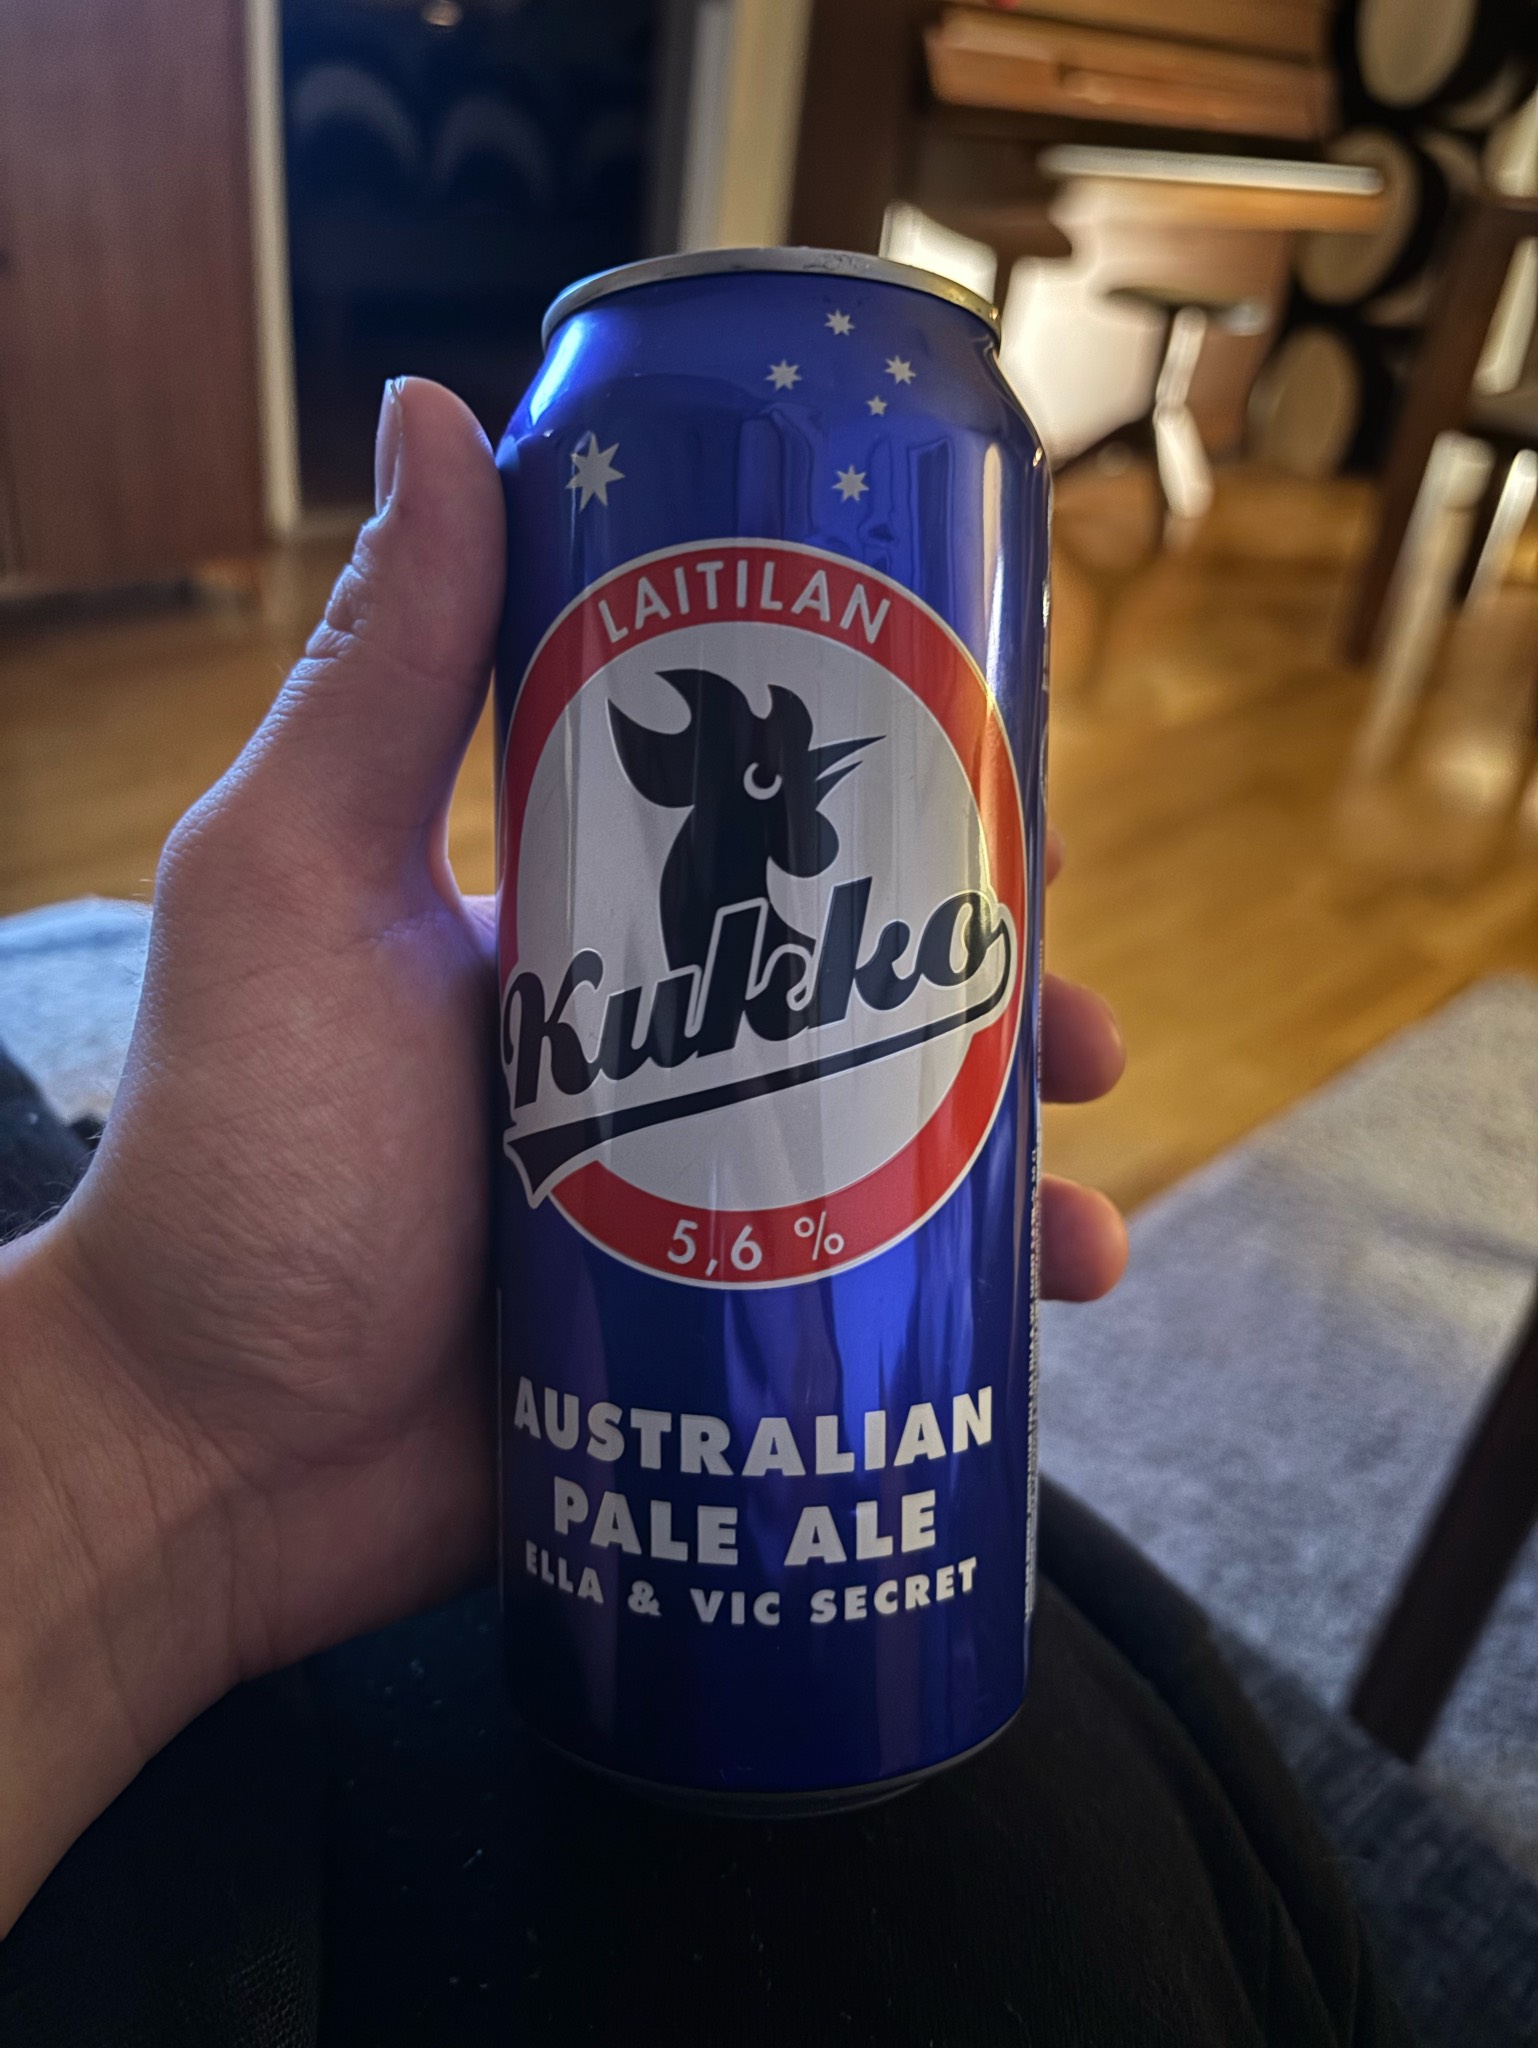 LAITILAN
Kukko
5,6 %
AUSTRALIAN
PALE ALE
ELLA & VIC SECRET